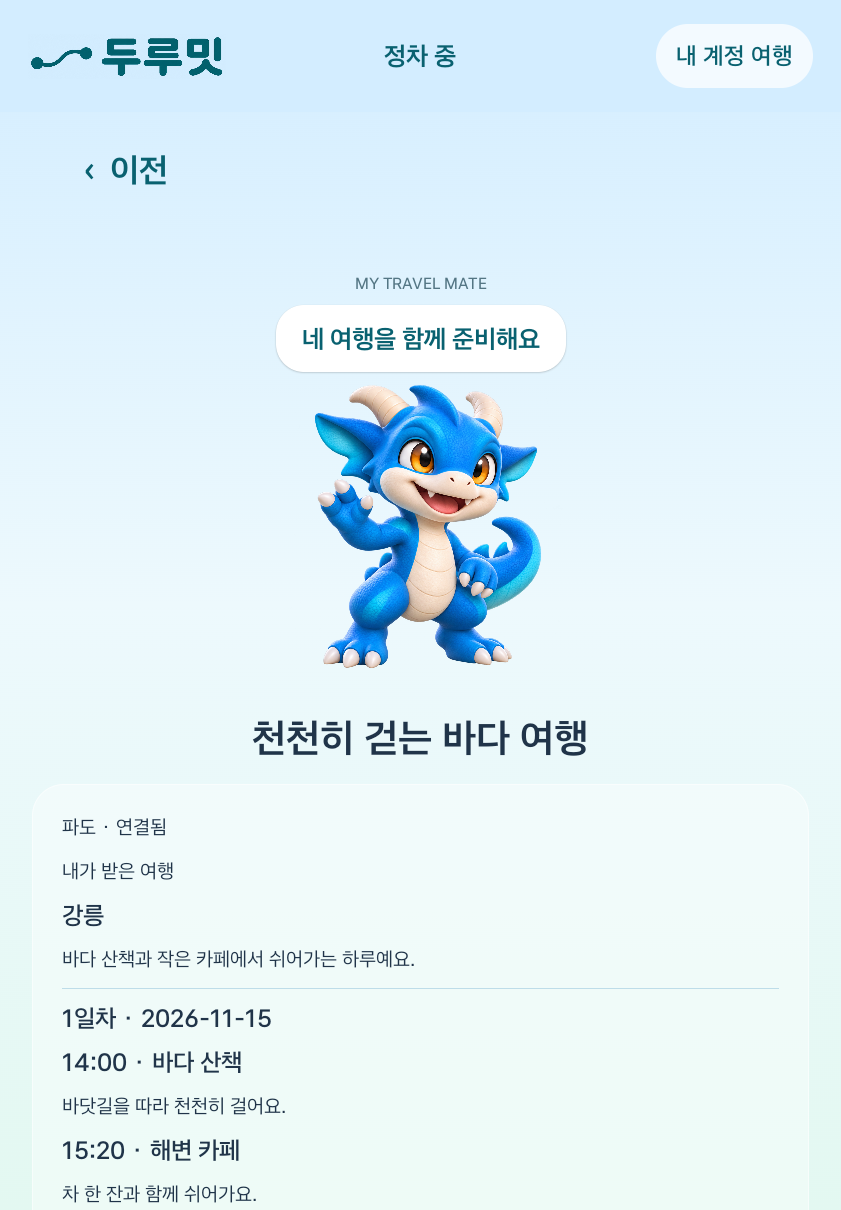 두루밋
정차 중
내 계정 여행
‹ 이전
MY TRAVEL MATE
네 여행을 함께 준비해요
천천히 걷는 바다 여행
파도 · 연결됨
내가 받은 여행
강릉
바다 산책과 작은 카페에서 쉬어가는 하루예요.
1일차 · 2026-11-15
14:00 · 바다 산책
바닷길을 따라 천천히 걸어요.
15:20 · 해변 카페
차 한 잔과 함께 쉬어가요.